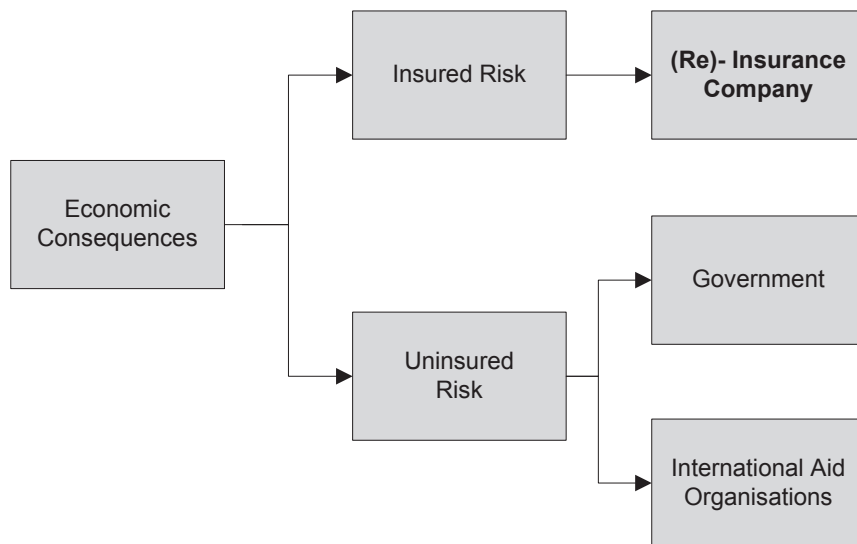 Insured Risk
(Re)- Insurance
Company
Economic
Consequences
Government
Uninsured
Risk
International Aid
Organisations